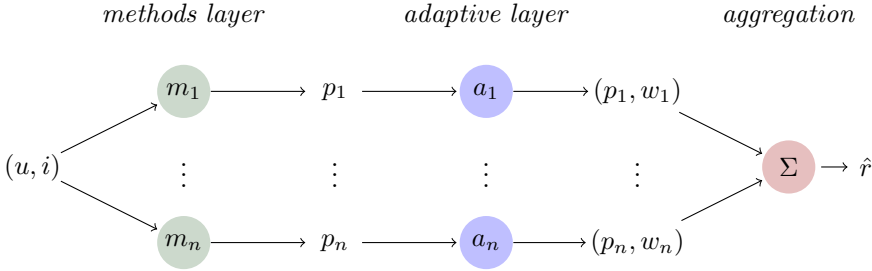 methods layer adaptive layer aggregation
m₁ p₁ a₁ (p₁, w₁)
(u, i) ⋮ ⋮ ⋮ ⋮ Σ r̂
mₙ pₙ aₙ (pₙ, wₙ)